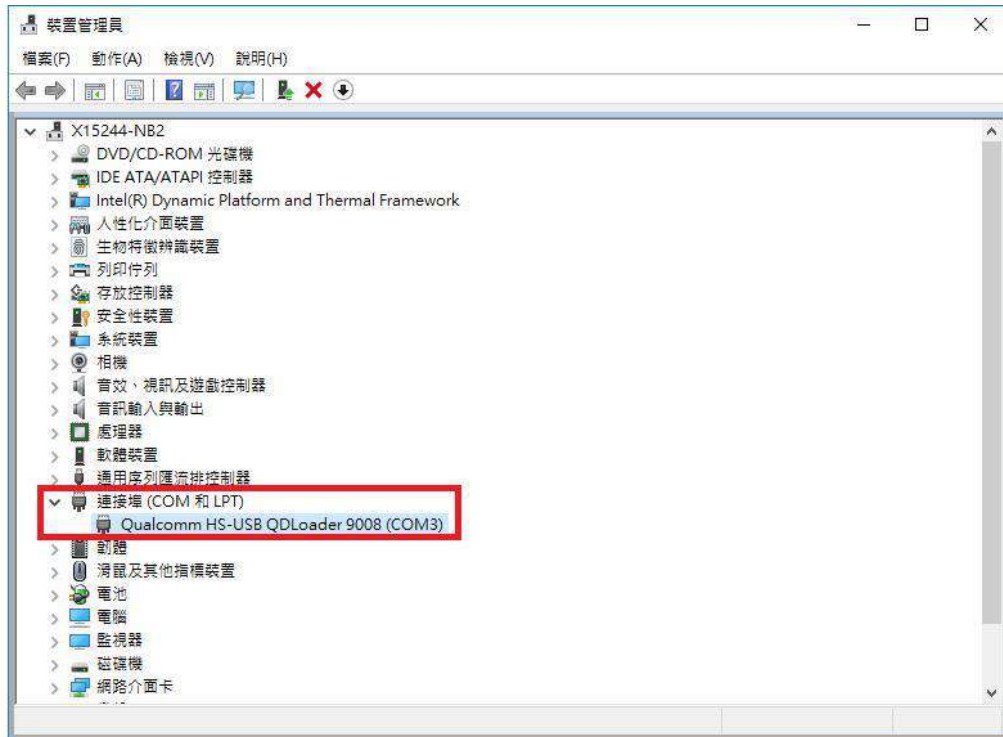 裝置管理員
檔案(F) 動作(A) 檢視(V) 說明(H)
X15244-NB2
DVD/CD-ROM 光碟機
IDE ATA/ATAPI 控制器
Intel(R) Dynamic Platform and Thermal Framework
人性化介面裝置
生物特徵辨識裝置
列印佇列
存放控制器
安全性裝置
系統裝置
相機
音效、視訊及遊戲控制器
音訊輸入與輸出
處理器
軟體裝置
通用序列匯流排控制器
連接埠 (COM 和 LPT)
Qualcomm HS-USB QDLoader 9008 (COM3)
韌體
滑鼠及其他指標裝置
電池
電腦
監視器
磁碟機
網路介面卡